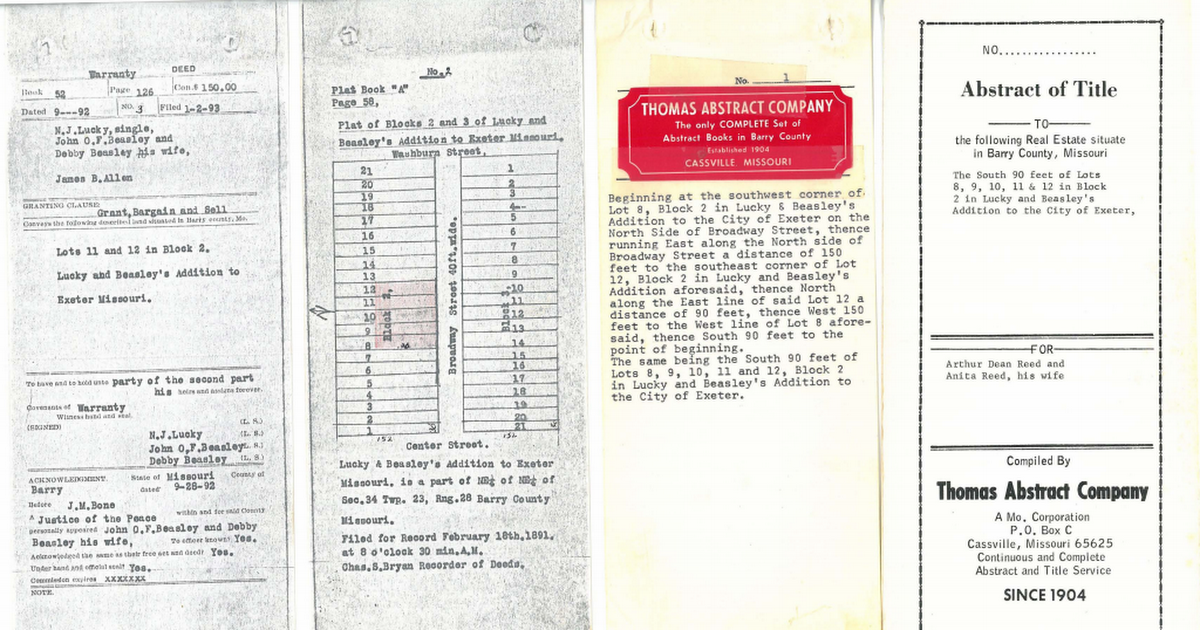 Warranty DEED
Book 52 Page 126 Con.$ 150.00
Dated 9---92 NO. 3 Filed 1-2-93
N.J.Lucky,single,
John O.F.Beasley and
Debby Beasley his wife,
James B.Allen
GRANTING CLAUSE:
Grant,Bargain and Sell
Conveys the following described land situated in Barry county, Mo.
Lots 11 and 12 in Block 2.
Lucky and Beasley's Addition to
Exeter Missouri.
To have and to hold unto party of the second part
his heirs and assigns forever.
Covenants of Warranty
Witness hand and seal.
(SIGNED) (L. S.)
N.J.Lucky (L. S.)
John O.F.Beasley (L. S.)
Debby Beasley (L. S.)
ACKNOWLEDGMENT. State of Missouri County of
Barry dated 9-28-92
Before J.M.Bone
A Justice of the Peace within and for said County
personally appeared John O.F.Beasley and Debby
Beasley his wife, To officer known? Yes.
Acknowledged the same as their free act and deed? Yes.
Under hand and official seal? Yes.
Commission expires XXXXXXX
NOTE.
No. 2
Plat Book "A"
Page 58,
Plat of Blocks 2 and 3 of Lucky and
Beasley's Addition to Exeter Missouri.
Washburn Street.
21 1
20 2
19 3
18 4--
17 5
16 6
15 7
14 8
13 9
12 10
11 11
10 12
9 13
8 14
7 15
6 16
5 17
4 18
3 19
2 20
1 21
Block 2,
Broadway Street 40ft.wide.
Block 3,
152 152
Center Street.
Lucky & Beasley's Addition to Exeter
Missouri. is a part of NE¼ of NE¼ of
Sec.34 Twp. 23, Rng.28 Barry County
Missouri.
Filed for Record February 18th,1891.
at 8 o'clock 30 min.A.M.
Chas.S.Bryan Recorder of Deeds.
No. 1
THOMAS ABSTRACT COMPANY
The only COMPLETE Set of
Abstract Books in Barry County
Established 1904
CASSVILLE, MISSOURI
Beginning at the southwest corner of
Lot 8, Block 2 in Lucky & Beasley's
Addition to the City of Exeter on the
North Side of Broadway Street, thence
running East along the North side of
Broadway Street a distance of 150
feet to the southeast corner of Lot
12, Block 2 in Lucky and Beasley's
Addition aforesaid, thence North
along the East line of said Lot 12 a
distance of 90 feet, thence West 150
feet to the West line of Lot 8 afore-
said, thence South 90 feet to the
point of beginning.
The same being the South 90 feet of
Lots 8, 9, 10, 11 and 12, Block 2
in Lucky and Beasley's Addition to
the City of Exeter.
NO.................
Abstract of Title
TO
the following Real Estate situate
in Barry County, Missouri
The South 90 feet of Lots
8, 9, 10, 11 & 12 in Block
2 in Lucky and Beasley's
Addition to the City of Exeter,
FOR
Arthur Dean Reed and
Anita Reed, his wife
Compiled By
Thomas Abstract Company
A Mo. Corporation
P.O. Box C
Cassville, Missouri 65625
Continuous and Complete
Abstract and Title Service
SINCE 1904